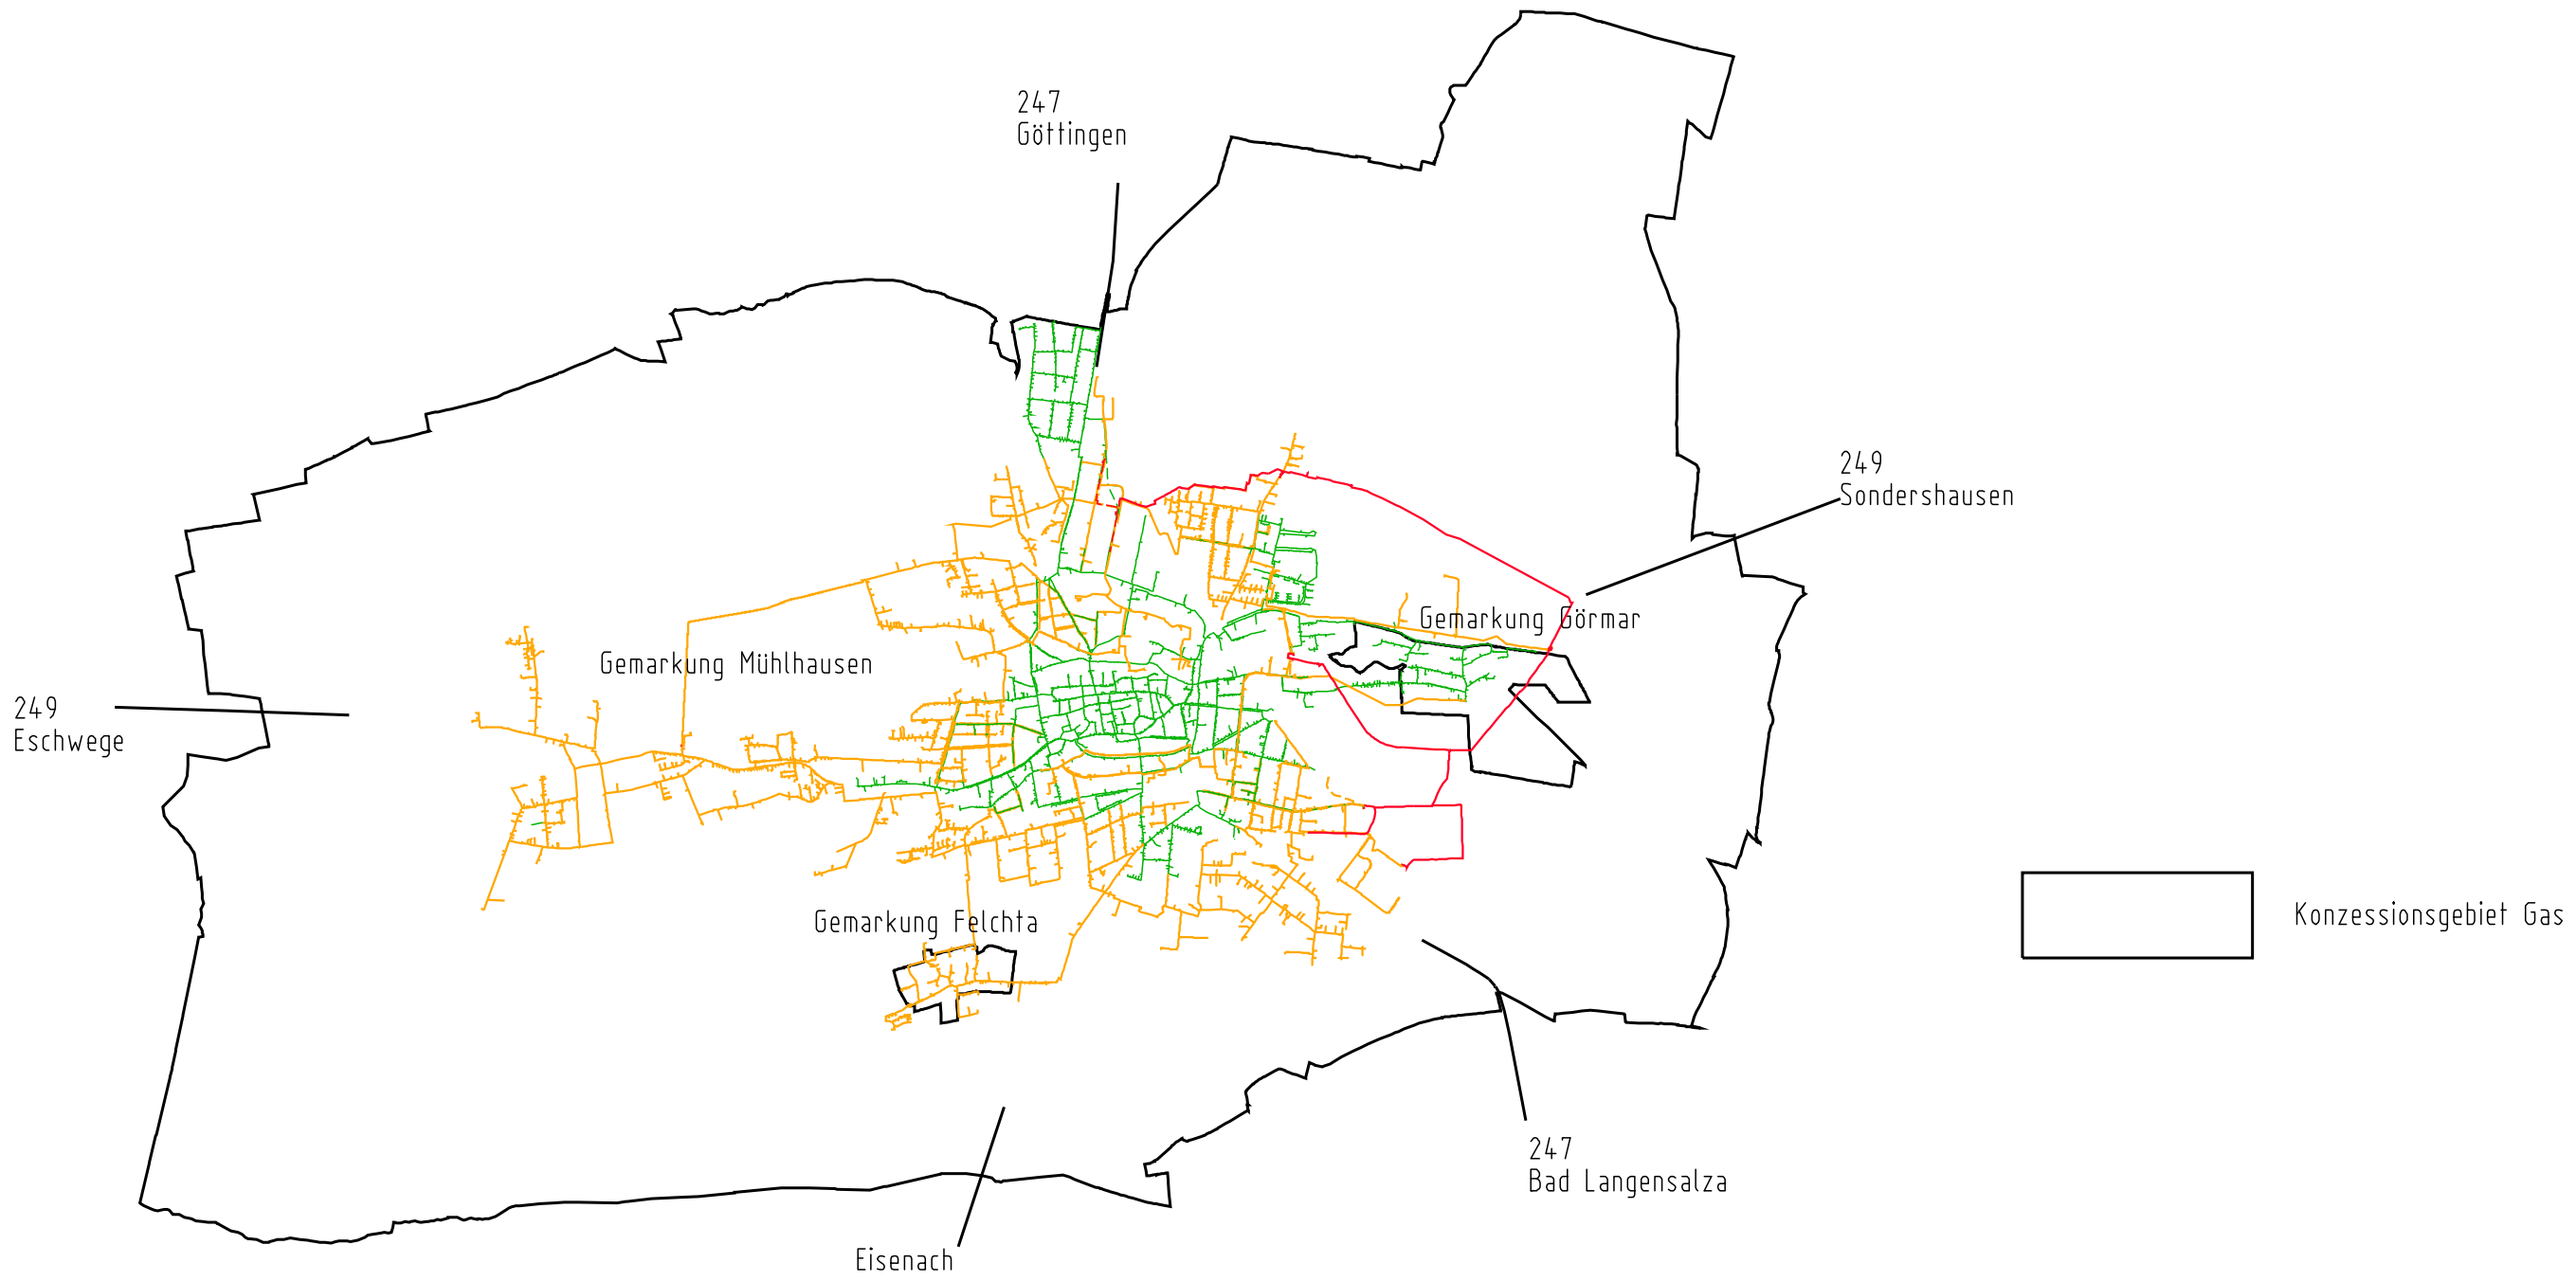 247
Göttingen
249
Sondershausen
Gemarkung Görmar
Gemarkung Mühlhausen
249
Eschwege
Gemarkung Felchta
Konzessionsgebiet Gas
247
Bad Langensalza
Eisenach